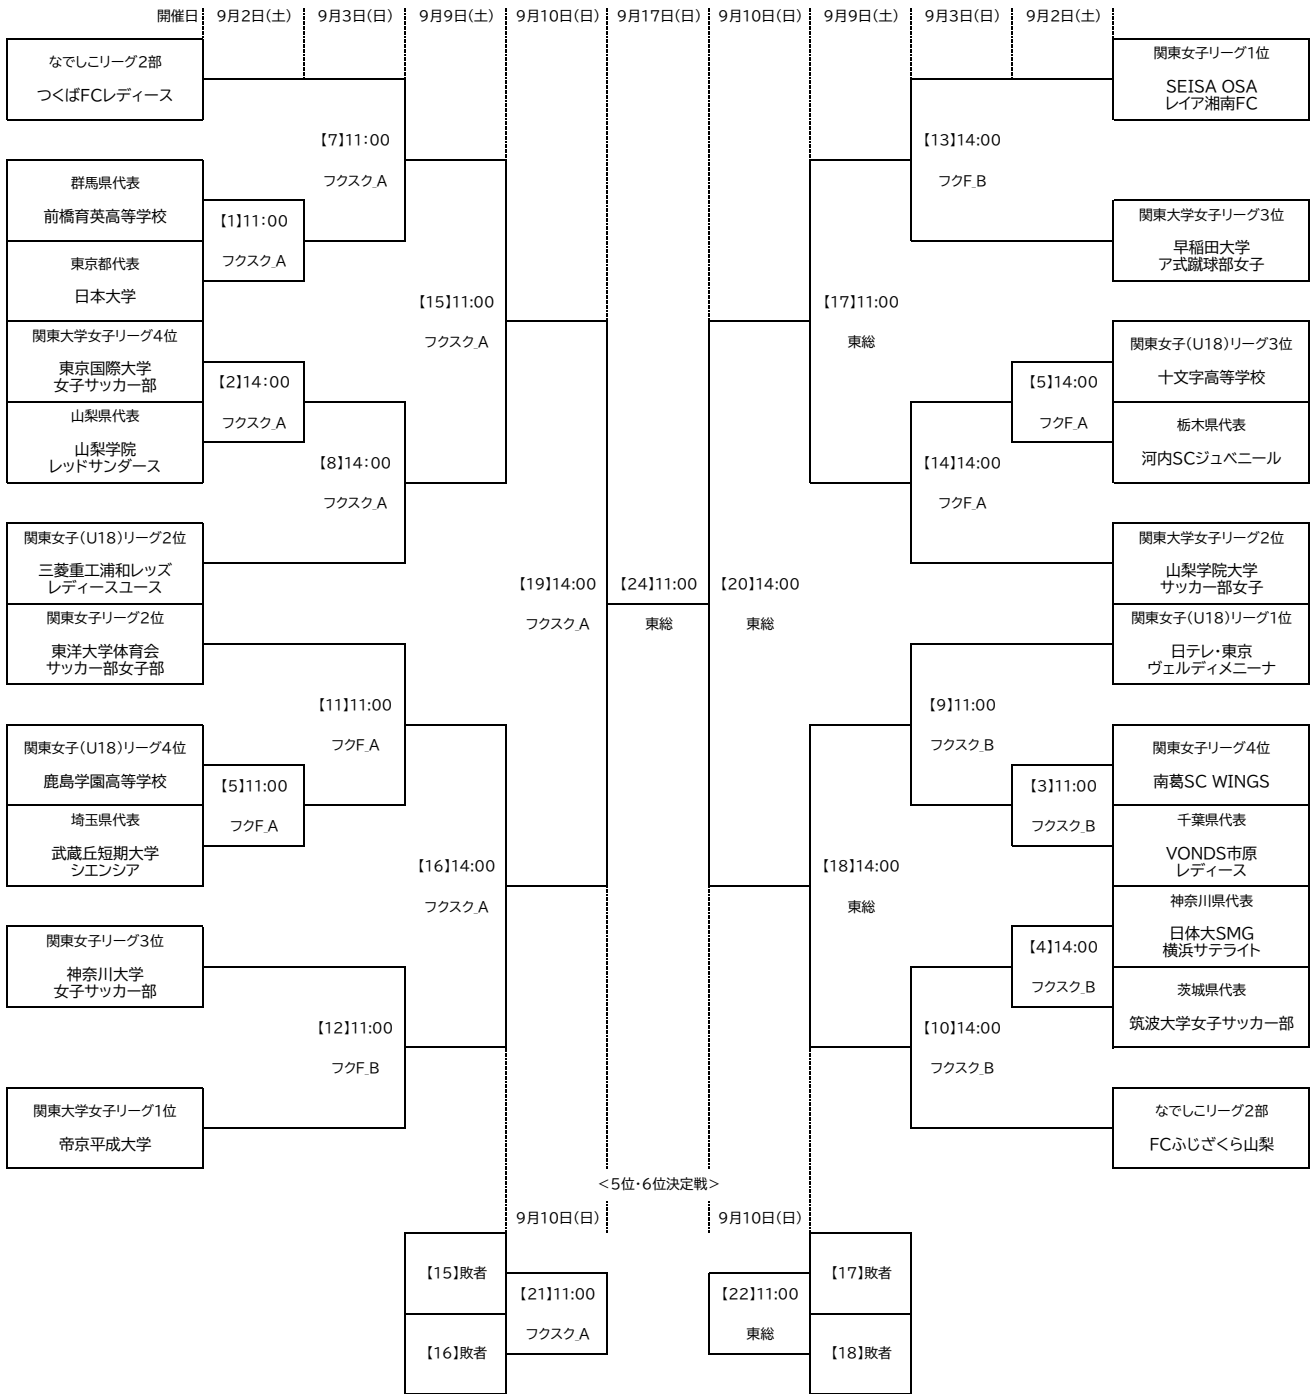 開催日 9月2日(土) 9月3日(日) 9月9日(土) 9月10日(日) 9月17日(日) 9月10日(日) 9月9日(土) 9月3日(日) 9月2日(土)
なでしこリーグ2部
つくばFCレディース
【7】11:00
フクスク_A
群馬県代表
前橋育英高等学校
【1】11:00
フクスク_A
東京都代表
日本大学
【15】11:00
フクスク_A
関東大学女子リーグ4位
東京国際大学
女子サッカー部
【2】14:00
フクスク_A
山梨県代表
山梨学院
レッドサンダース
【8】14:00
フクスク_A
関東女子(U18)リーグ2位
三菱重工浦和レッズ
レディースユース
【19】14:00
フクスク_A
関東女子リーグ2位
東洋大学体育会
サッカー部女子部
【11】11:00
フクF_A
関東女子(U18)リーグ4位
鹿島学園高等学校
【5】11:00
フクF_A
埼玉県代表
武蔵丘短期大学
シエンシア
【16】14:00
フクスク_A
関東女子リーグ3位
神奈川大学
女子サッカー部
【12】11:00
フクF_B
関東大学女子リーグ1位
帝京平成大学
【24】11:00
東総
関東女子リーグ1位
SEISA OSA
レイア湘南FC
【13】14:00
フクF_B
関東大学女子リーグ3位
早稲田大学
ア式蹴球部女子
【17】11:00
東総
関東女子(U18)リーグ3位
十文字高等学校
【5】14:00
フクF_A
栃木県代表
河内SCジュベニール
【14】14:00
フクF_A
関東大学女子リーグ2位
山梨学院大学
サッカー部女子
【20】14:00
東総
関東女子(U18)リーグ1位
日テレ・東京
ヴェルディメニーナ
【9】11:00
フクスク_B
関東女子リーグ4位
南葛SC WINGS
【3】11:00
フクスク_B
千葉県代表
VONDS市原
レディース
【18】14:00
東総
神奈川県代表
日体大SMG
横浜サテライト
【4】14:00
フクスク_B
茨城県代表
筑波大学女子サッカー部
【10】14:00
フクスク_B
なでしこリーグ2部
FCふじざくら山梨
<5位・6位決定戦>
9月10日(日) 9月10日(日)
【15】敗者
【21】11:00
フクスク_A
【16】敗者
【17】敗者
【22】11:00
東総
【18】敗者